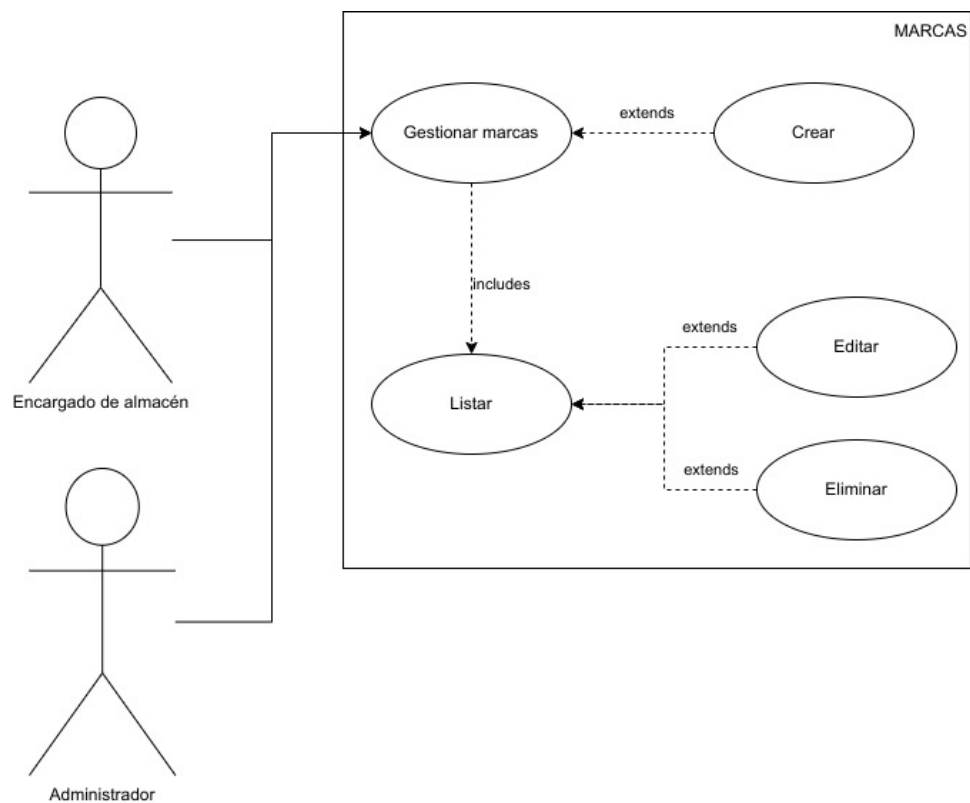 MARCAS
Gestionar marcas
extends
Crear
includes
extends
Editar
Listar
extends
Eliminar
Encargado de almacén
Administrador